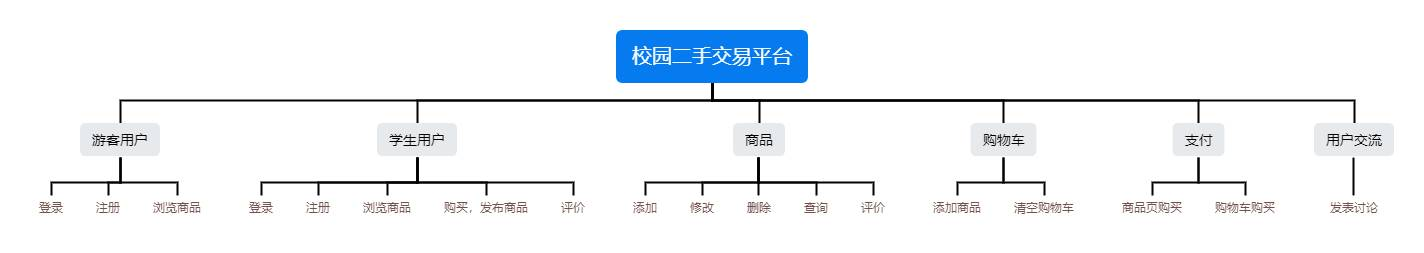 校园二手交易平台
游客用户 学生用户 商品 购物车 支付 用户交流
登录 注册 浏览商品 登录 注册 浏览商品 购买，发布商品 评价 添加 修改 删除 查询 评价 添加商品 清空购物车 商品页购买 购物车购买 发表讨论